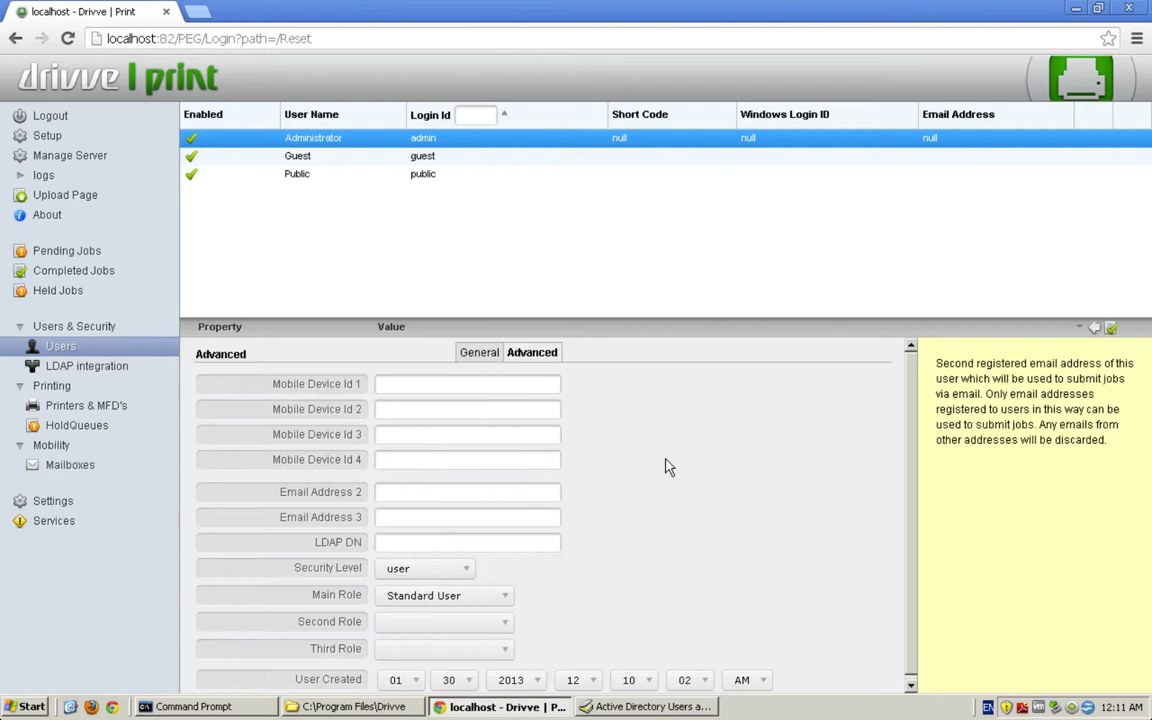 localhost - Drivve | Print
localhost:82/PEG/Login?path=/Reset
drivve | print
Logout
Setup
Manage Server
logs
Upload Page
About
Pending Jobs
Completed Jobs
Held Jobs
Users & Security
Users
LDAP integration
Printing
Printers & MFD's
HoldQueues
Mobility
Mailboxes
Settings
Services
Enabled User Name Login Id Short Code Windows Login ID Email Address
Administrator admin null null null
Guest guest
Public public
Property Value
Advanced General Advanced
Mobile Device Id 1
Mobile Device Id 2
Mobile Device Id 3
Mobile Device Id 4
Email Address 2
Email Address 3
LDAP DN
Security Level user
Main Role Standard User
Second Role
Third Role
User Created 01 30 2013 12 10 02 AM
Second registered email address of this
user which will be used to submit jobs
via email. Only email addresses
registered to users in this way can be
used to submit jobs. Any emails from
other addresses will be discarded.
Start Command Prompt C:\Program Files\Drivve localhost - Drivve | P... Active Directory Users a... EN 12:11 AM